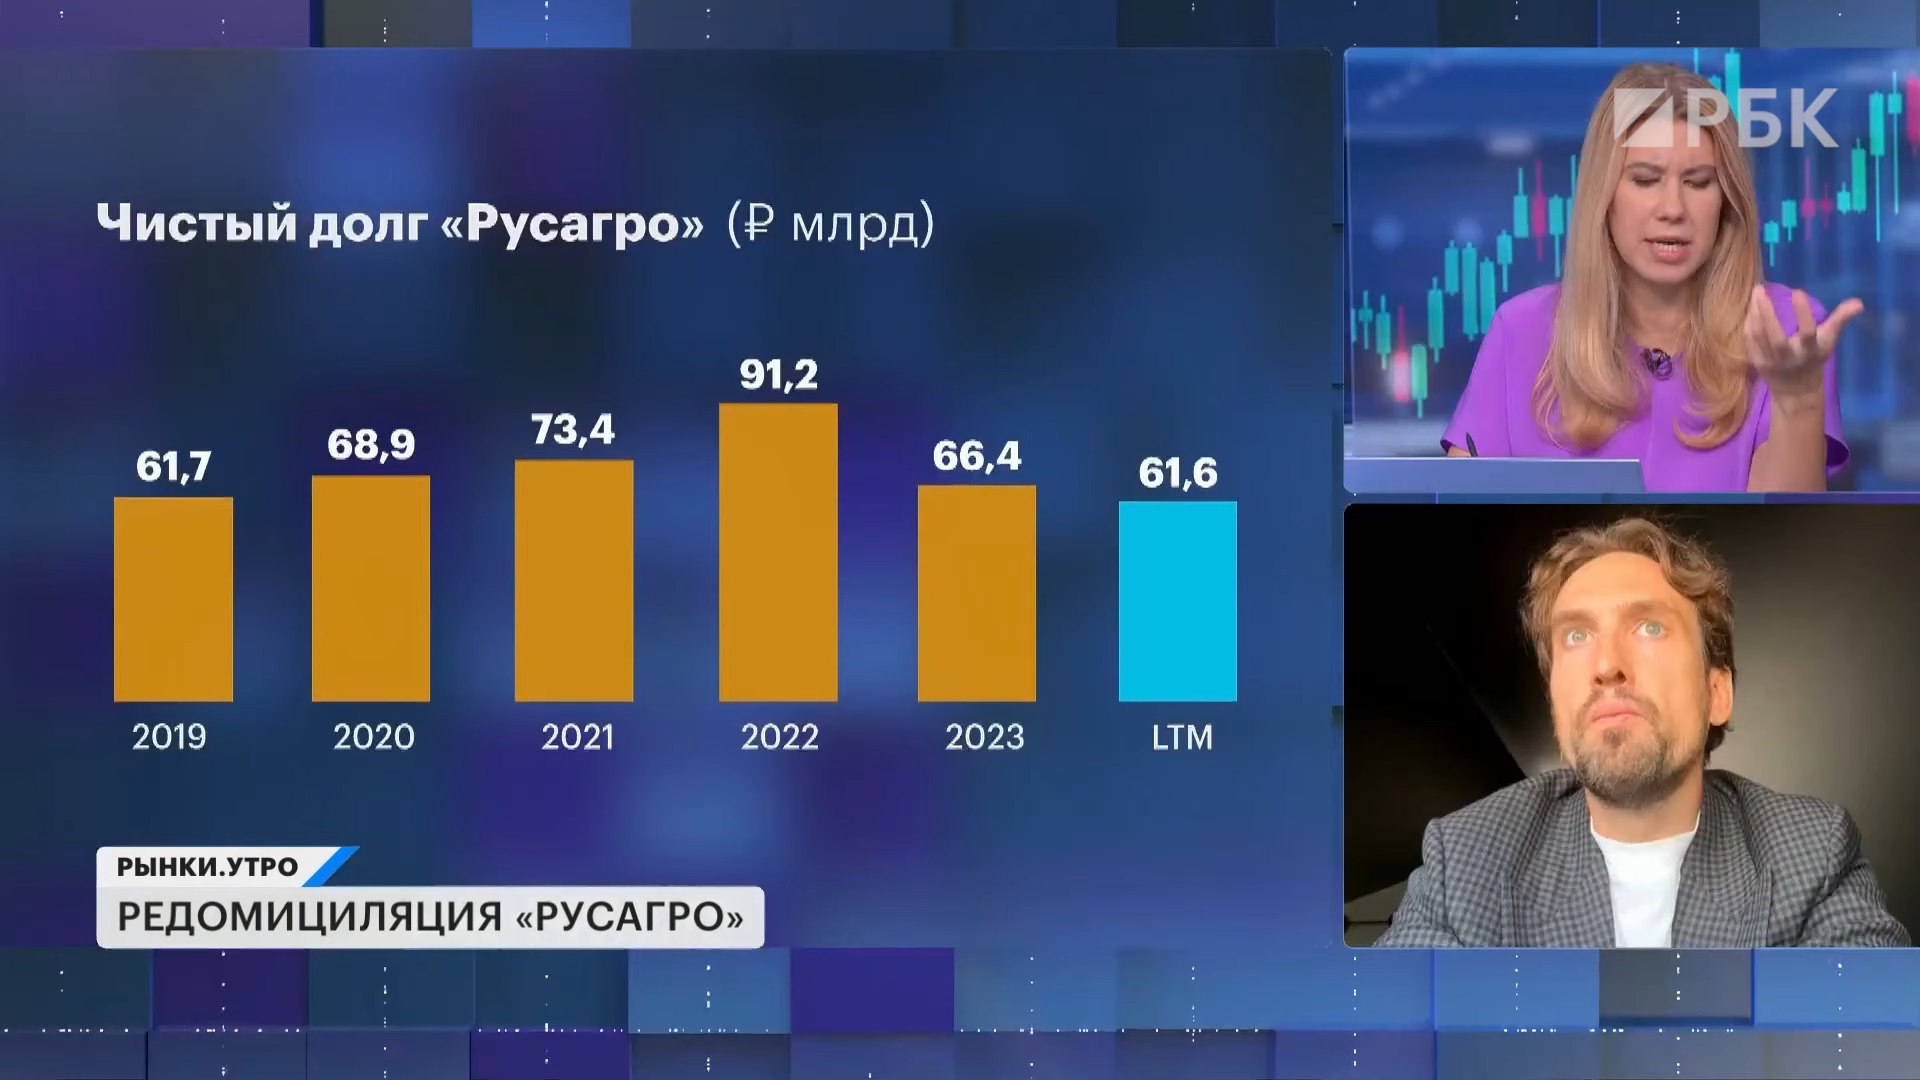 Чистый долг «Русагро» (₽ млрд)
61,7
68,9
73,4
91,2
66,4
61,6
2019
2020
2021
2022
2023
LTM
РЫНКИ.УТРО
РЕДОМИЦИЛЯЦИЯ «РУСАГРО»
РБК